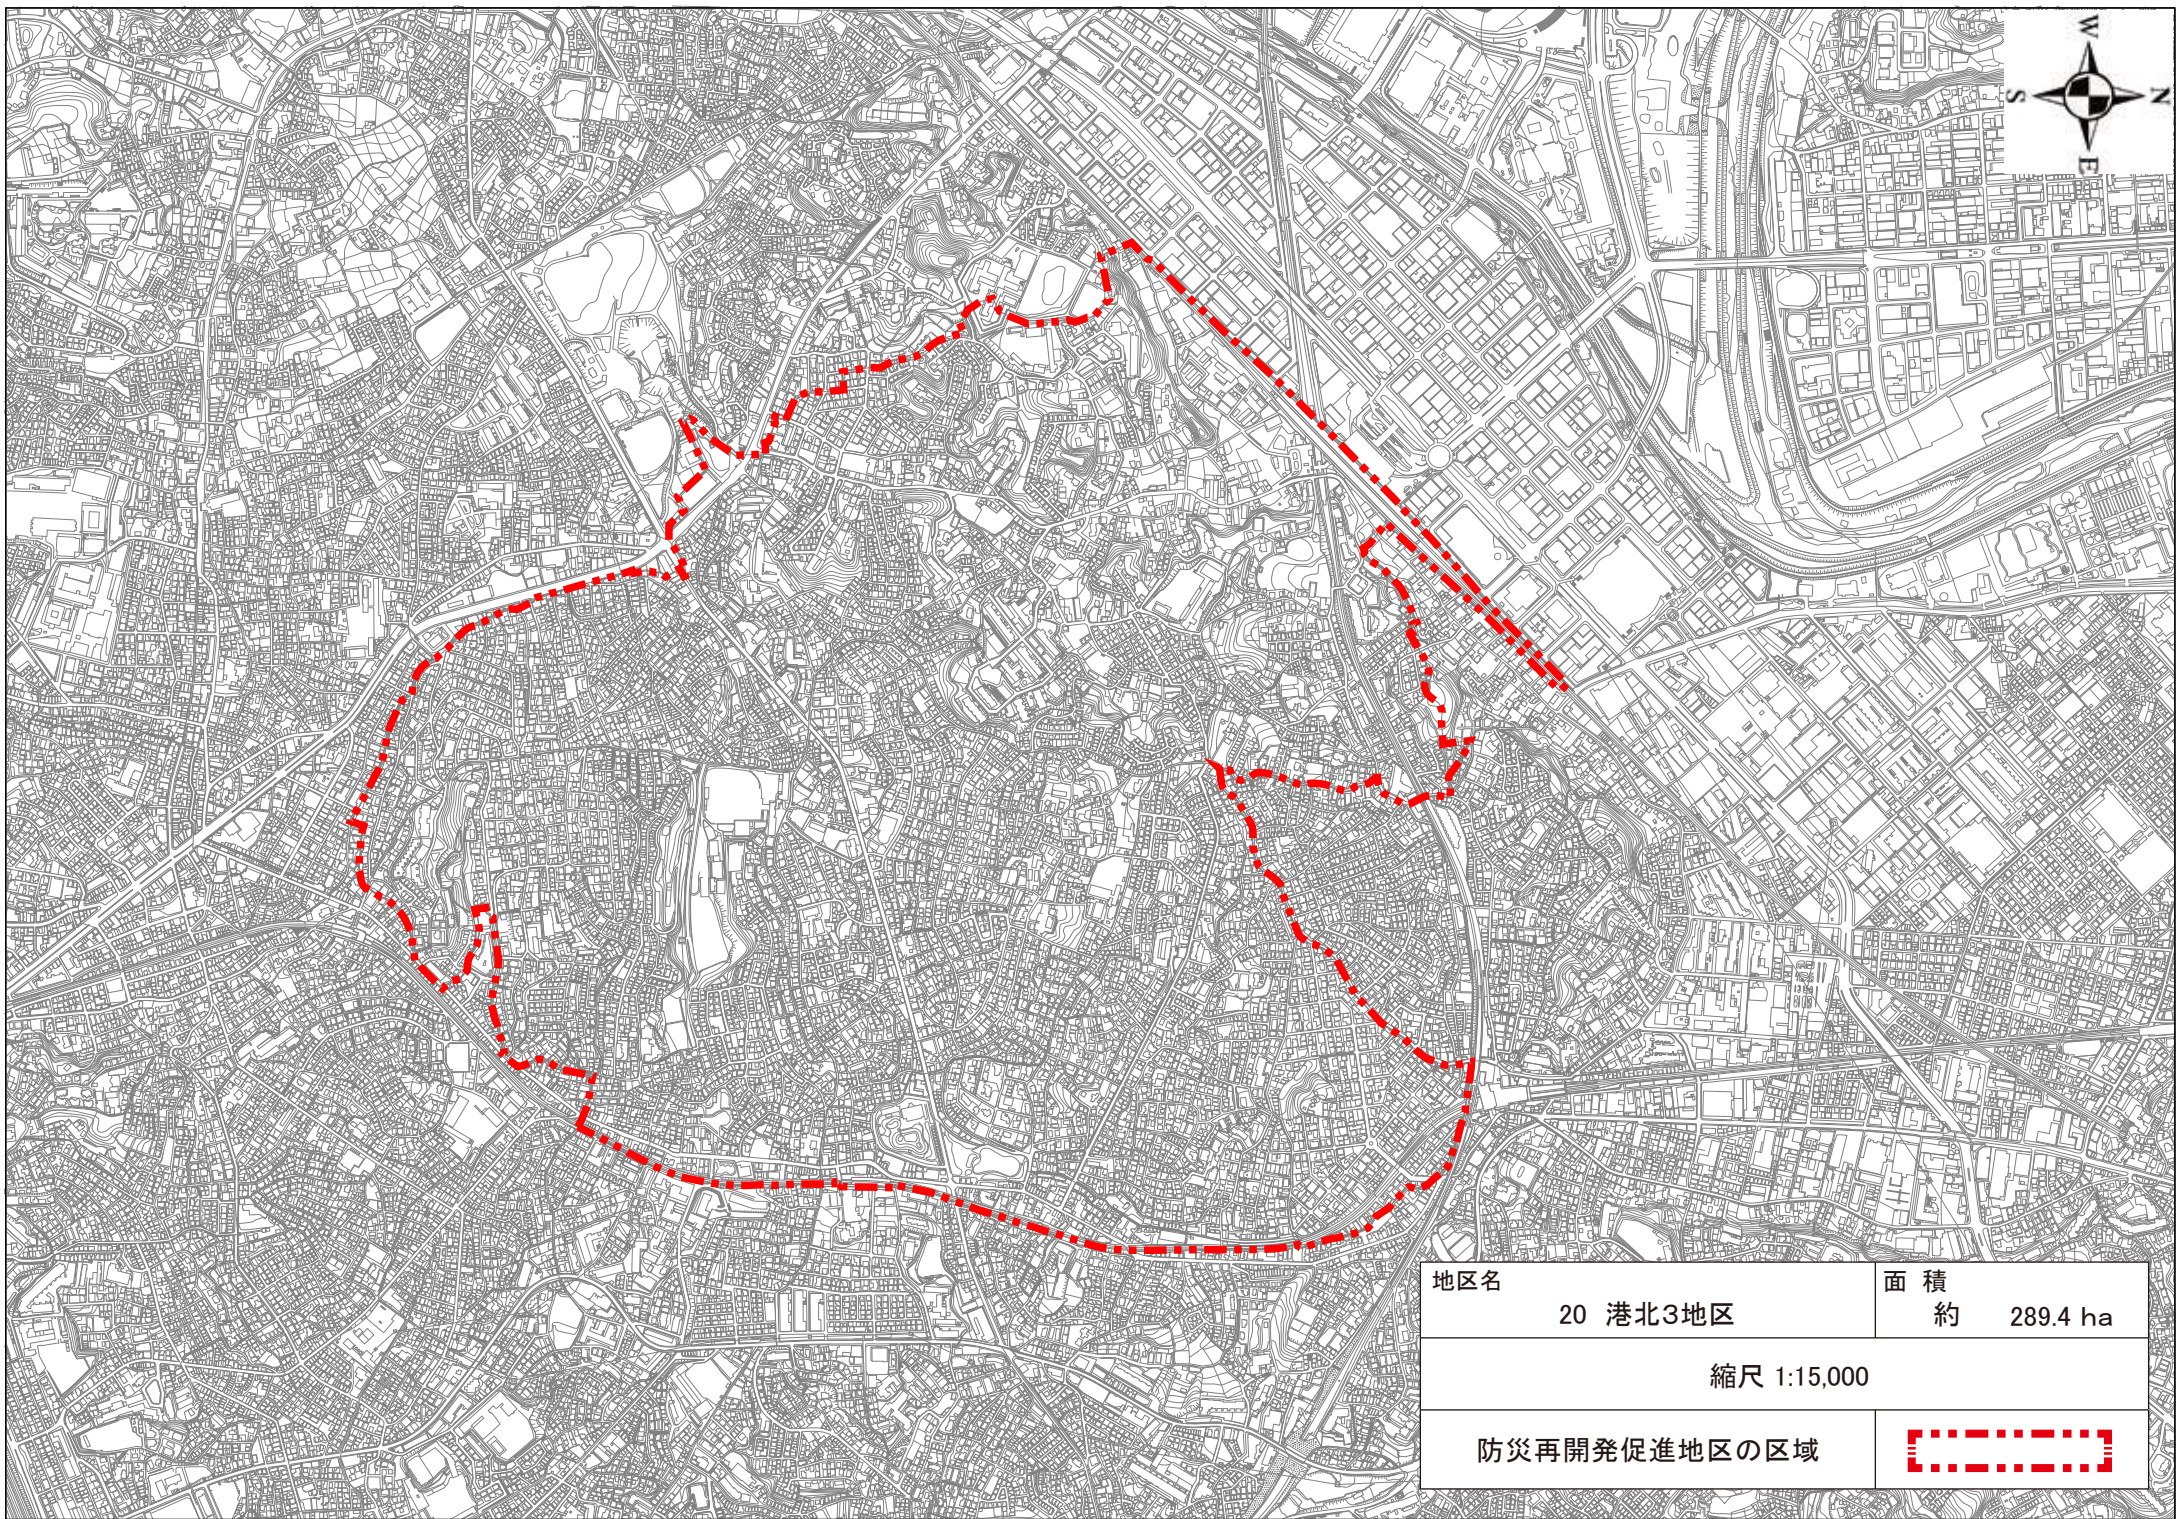 W
S
N
E
地区名
20 港北3地区
面 積
約 289.4 ha
縮尺 1:15,000
防災再開発促進地区の区域